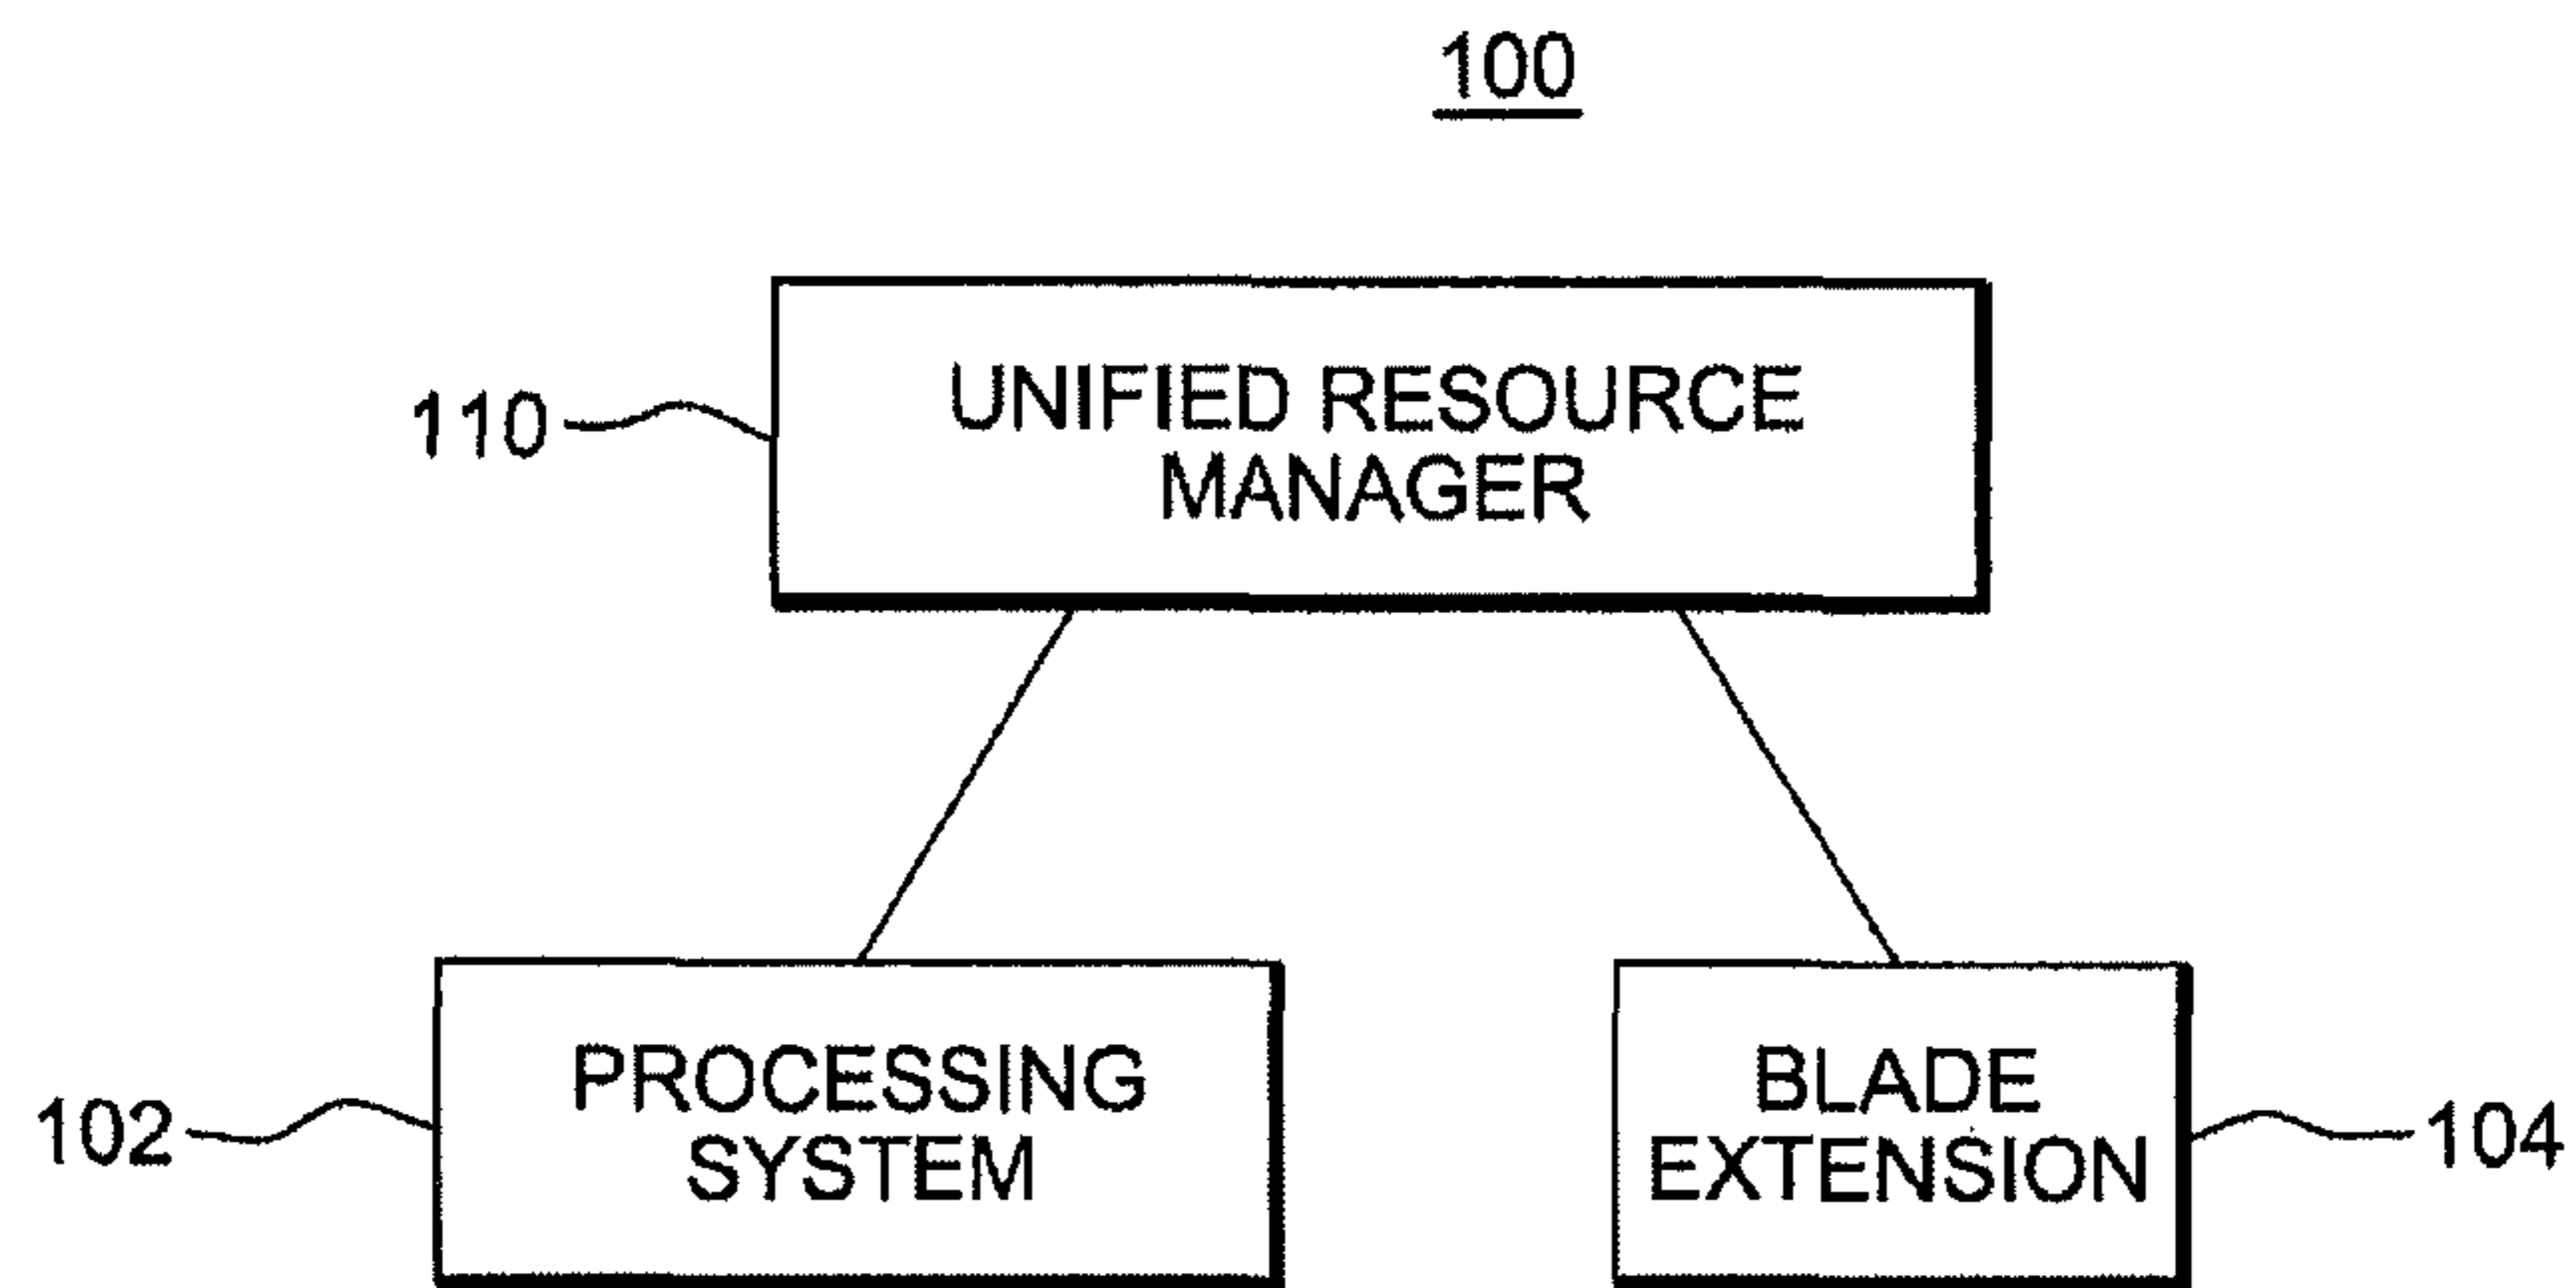 100
110
UNIFIED RESOURCE
MANAGER
102
PROCESSING
SYSTEM
BLADE
EXTENSION
104